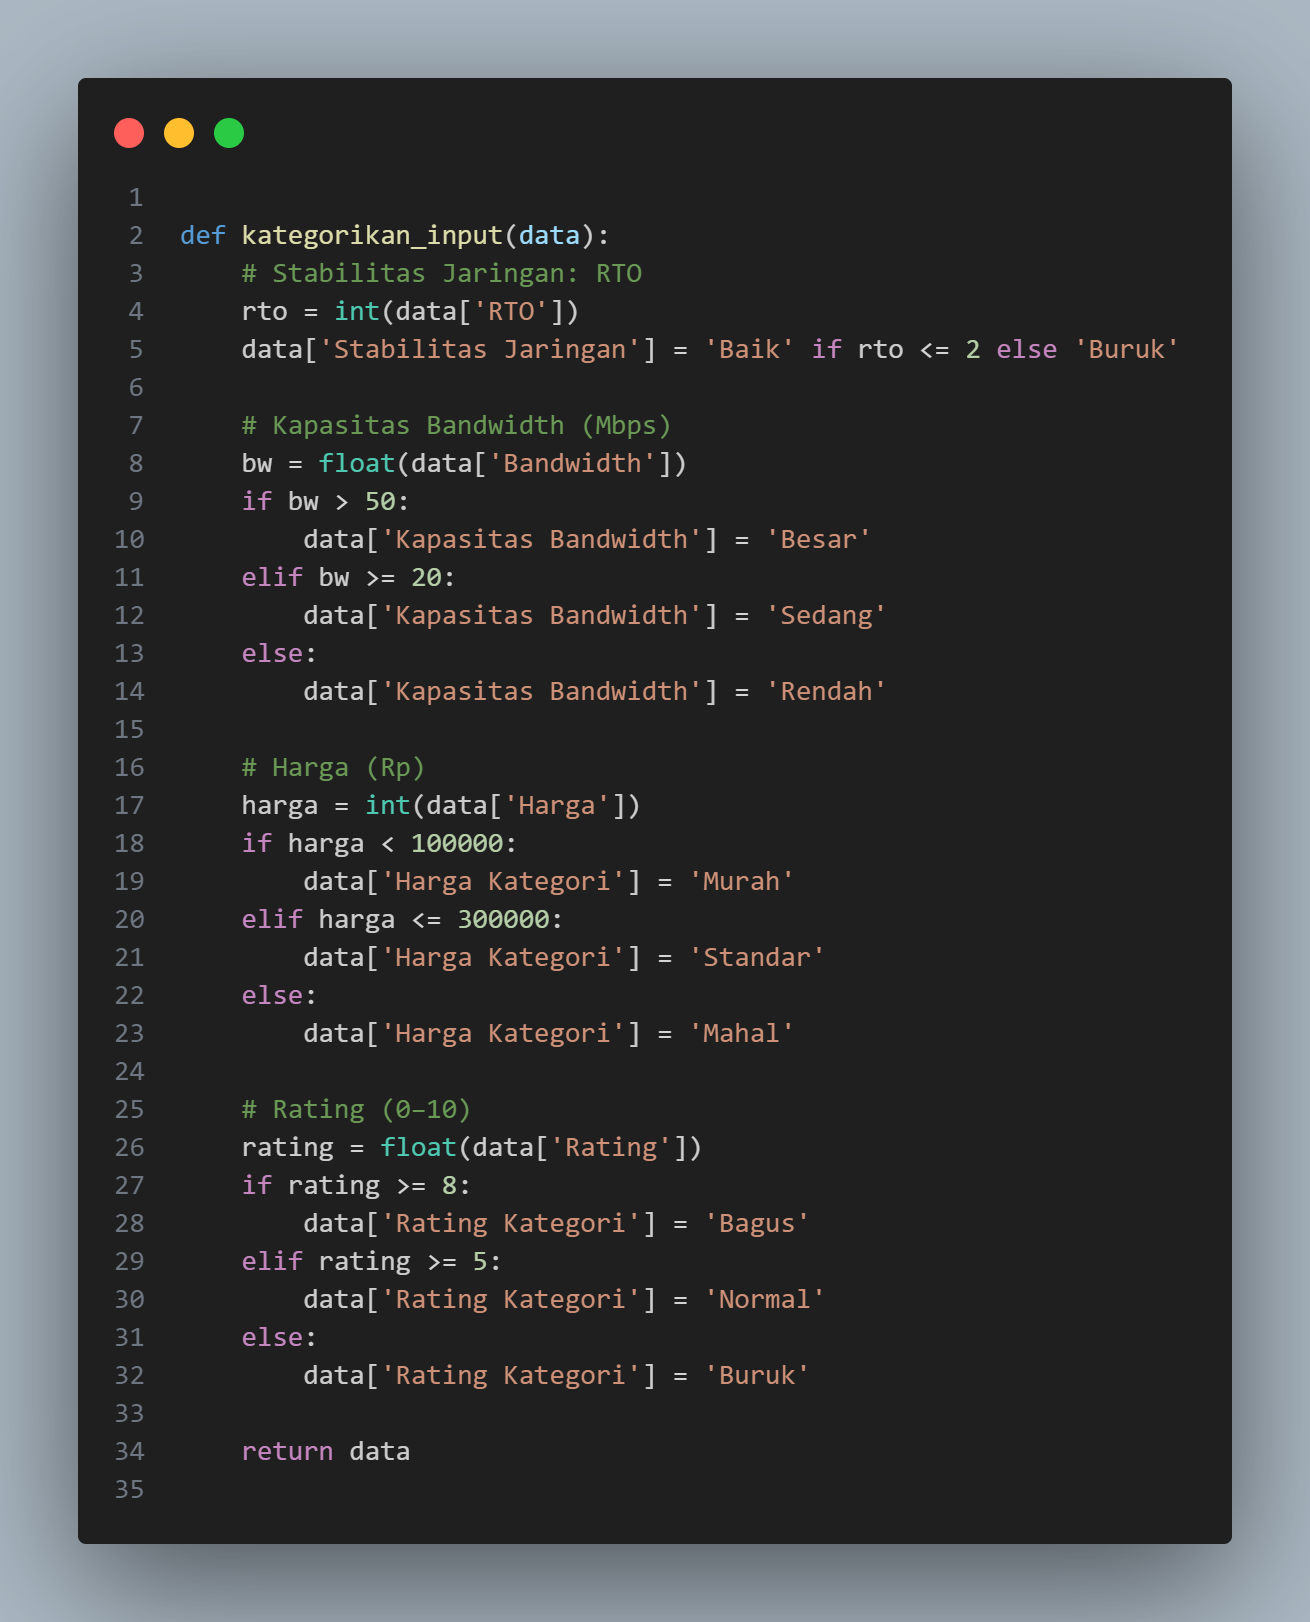 1
2 def kategorikan_input(data):
3     # Stabilitas Jaringan: RTO
4     rto = int(data['RTO'])
5     data['Stabilitas Jaringan'] = 'Baik' if rto <= 2 else 'Buruk'
6
7     # Kapasitas Bandwidth (Mbps)
8     bw = float(data['Bandwidth'])
9     if bw > 50:
10         data['Kapasitas Bandwidth'] = 'Besar'
11     elif bw >= 20:
12         data['Kapasitas Bandwidth'] = 'Sedang'
13     else:
14         data['Kapasitas Bandwidth'] = 'Rendah'
15
16     # Harga (Rp)
17     harga = int(data['Harga'])
18     if harga < 100000:
19         data['Harga Kategori'] = 'Murah'
20     elif harga <= 300000:
21         data['Harga Kategori'] = 'Standar'
22     else:
23         data['Harga Kategori'] = 'Mahal'
24
25     # Rating (0–10)
26     rating = float(data['Rating'])
27     if rating >= 8:
28         data['Rating Kategori'] = 'Bagus'
29     elif rating >= 5:
30         data['Rating Kategori'] = 'Normal'
31     else:
32         data['Rating Kategori'] = 'Buruk'
33
34     return data
35